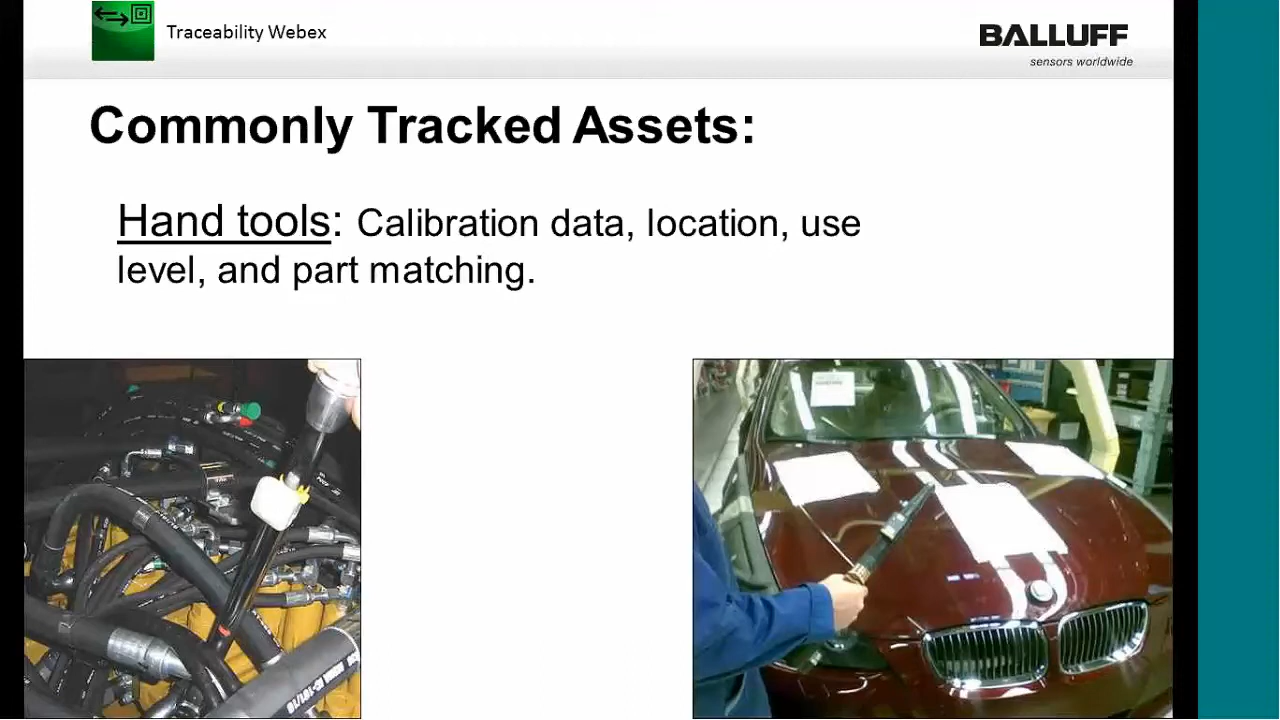 Traceability Webex
BALLUFF
sensors worldwide
Commonly Tracked Assets:
Hand tools: Calibration data, location, use
level, and part matching.